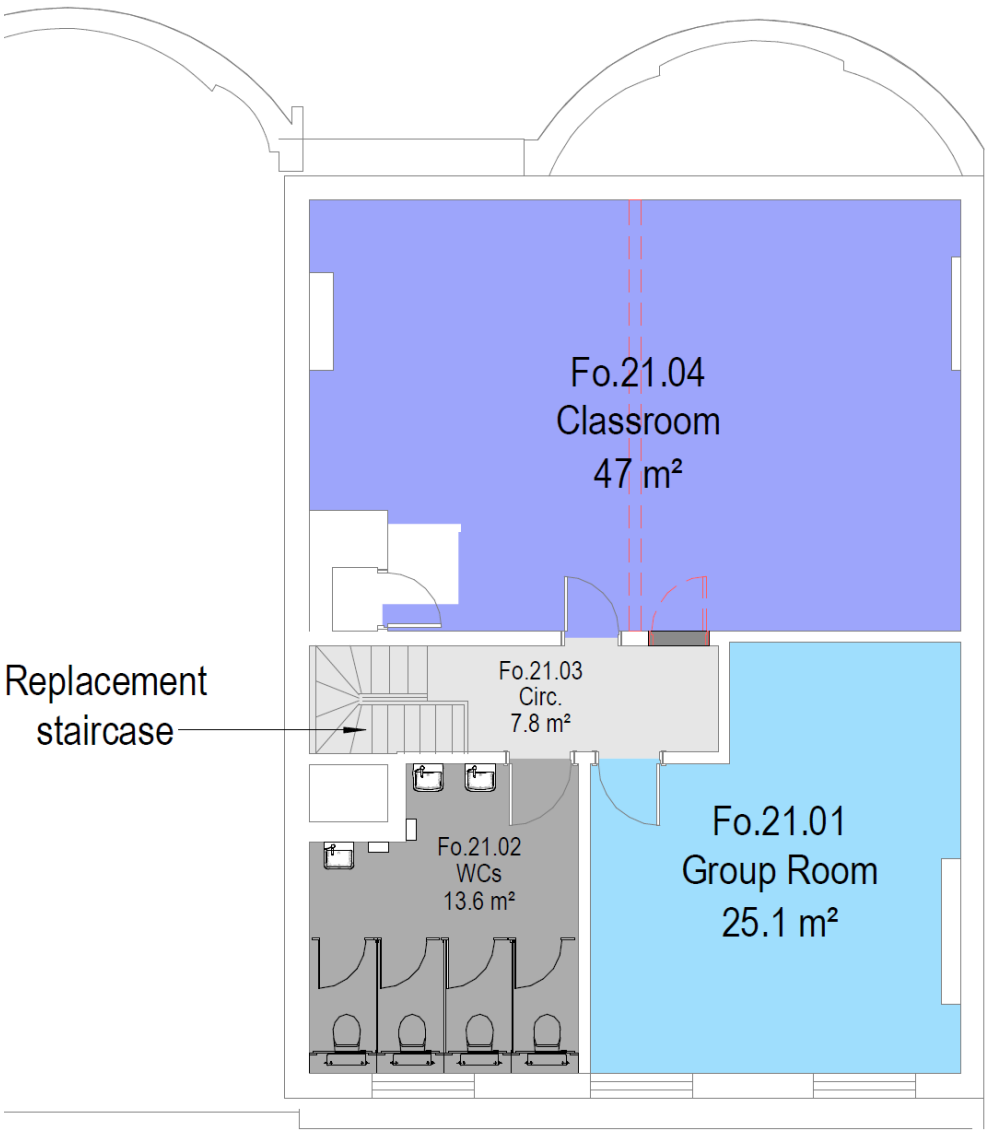 Fo.21.04
Classroom
47 m²
Replacement
staircase
Fo.21.03
Circ.
7.8 m²
Fo.21.02
WCs
13.6 m²
Fo.21.01
Group Room
25.1 m²